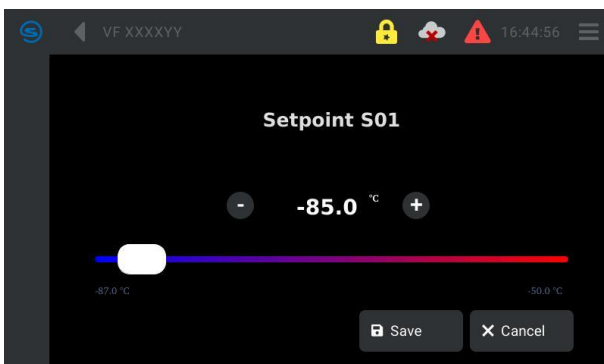 VF XXXXYY 16:44:56
Setpoint S01
- -85.0 °C +
-87.0 °C -50.0 °C
Save Cancel